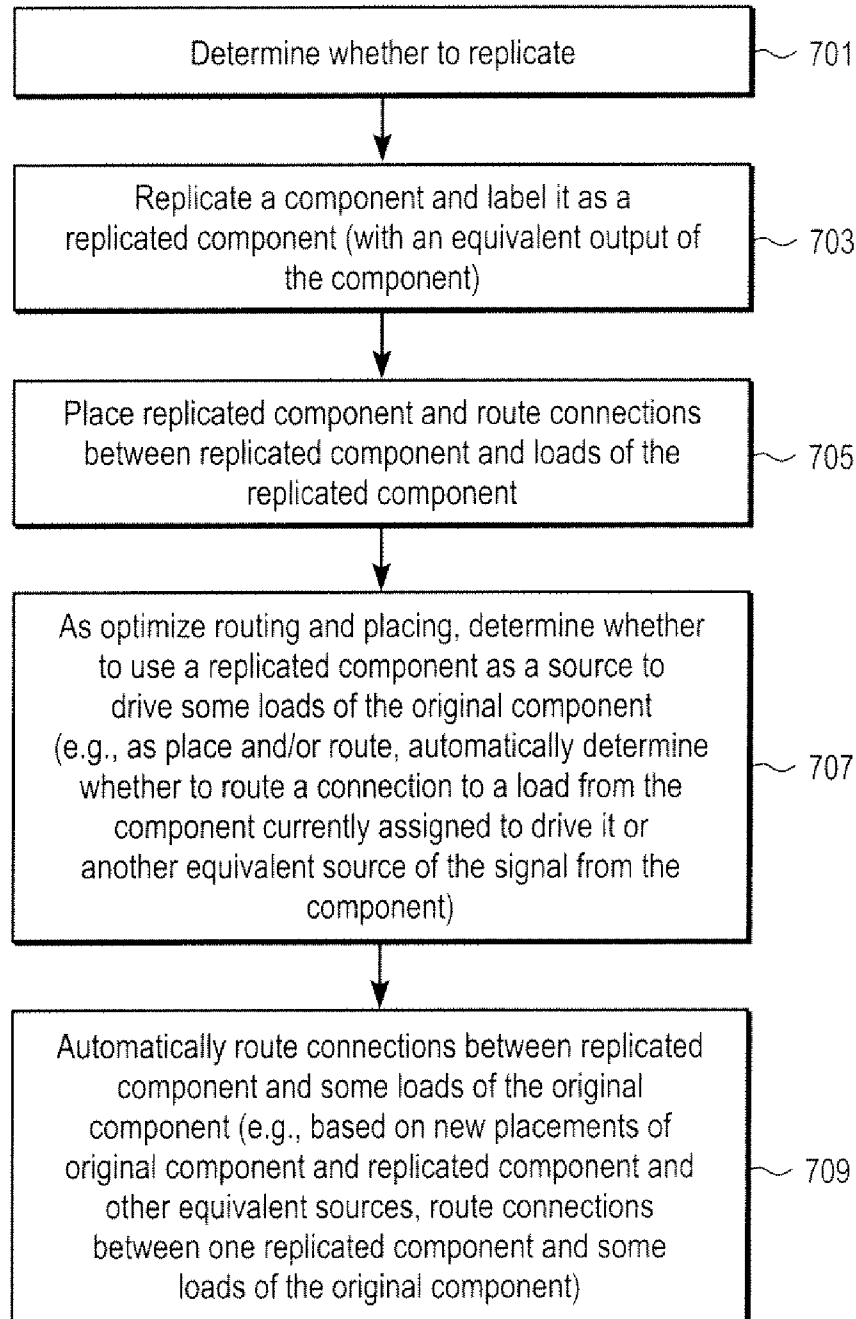 Determine whether to replicate
701
Replicate a component and label it as a
replicated component (with an equivalent output of
the component)
703
Place replicated component and route connections
between replicated component and loads of the
replicated component
705
As optimize routing and placing, determine whether
to use a replicated component as a source to
drive some loads of the original component
(e.g., as place and/or route, automatically determine
whether to route a connection to a load from the
component currently assigned to drive it or
another equivalent source of the signal from the
component)
707
Automatically route connections between replicated
component and some loads of the original
component (e.g., based on new placements of
original component and replicated component and
other equivalent sources, route connections
between one replicated component and some
loads of the original component)
709